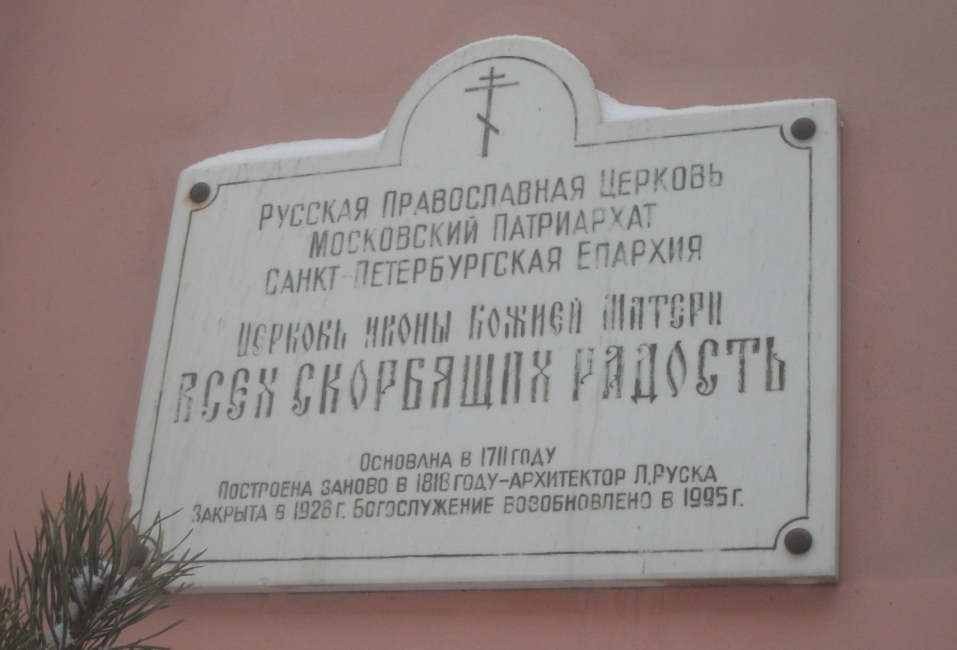 Русская Православная Церковь
Московский Патриархат
Санкт-Петербургская Епархия
Церковь иконы Божией Матери
Всех скорбящих Радость
Основана в 1711 году
Построена заново в 1818 году-архитектор Л.Руска
Закрыта в 1928 г. Богослужение возобновлено в 1995 г.